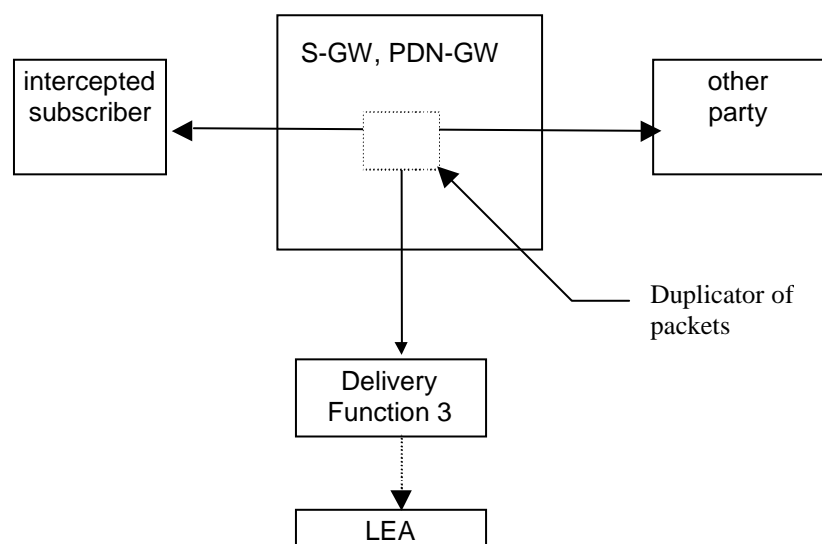 S-GW, PDN-GW
intercepted
subscriber
other
party
Duplicator of
packets
Delivery
Function 3
LEA